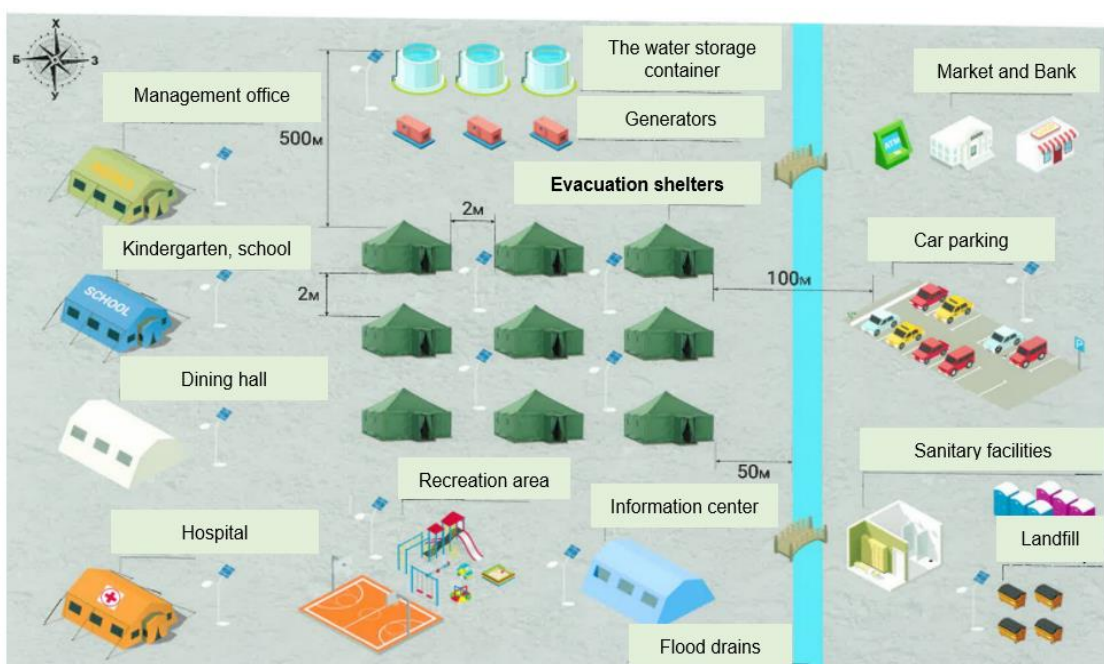 Х
Б
З
У
The water storage
container
Market and Bank
Management office
Generators
500м
ATM
Evacuation shelters
2м
Kindergarten, school
Car parking
SCHOOL
2м
100м
Dining hall
P
Sanitary facilities
50м
Recreation area
Information center
Hospital
Landfill
Flood drains